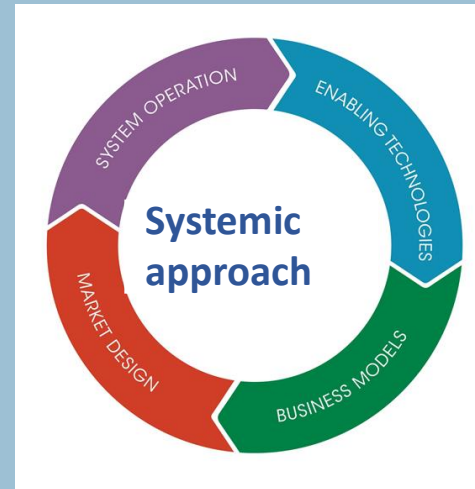 SYSTEM OPERATION
ENABLING TECHNOLOGIES
Systemic
approach
MARKET DESIGN
BUSINESS MODELS